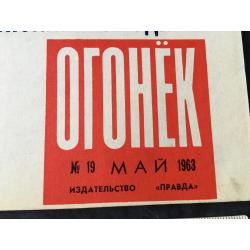 ОГОНЁК
№ 19 МАЙ 1963
ИЗДАТЕЛЬСТВО «ПРАВДА»